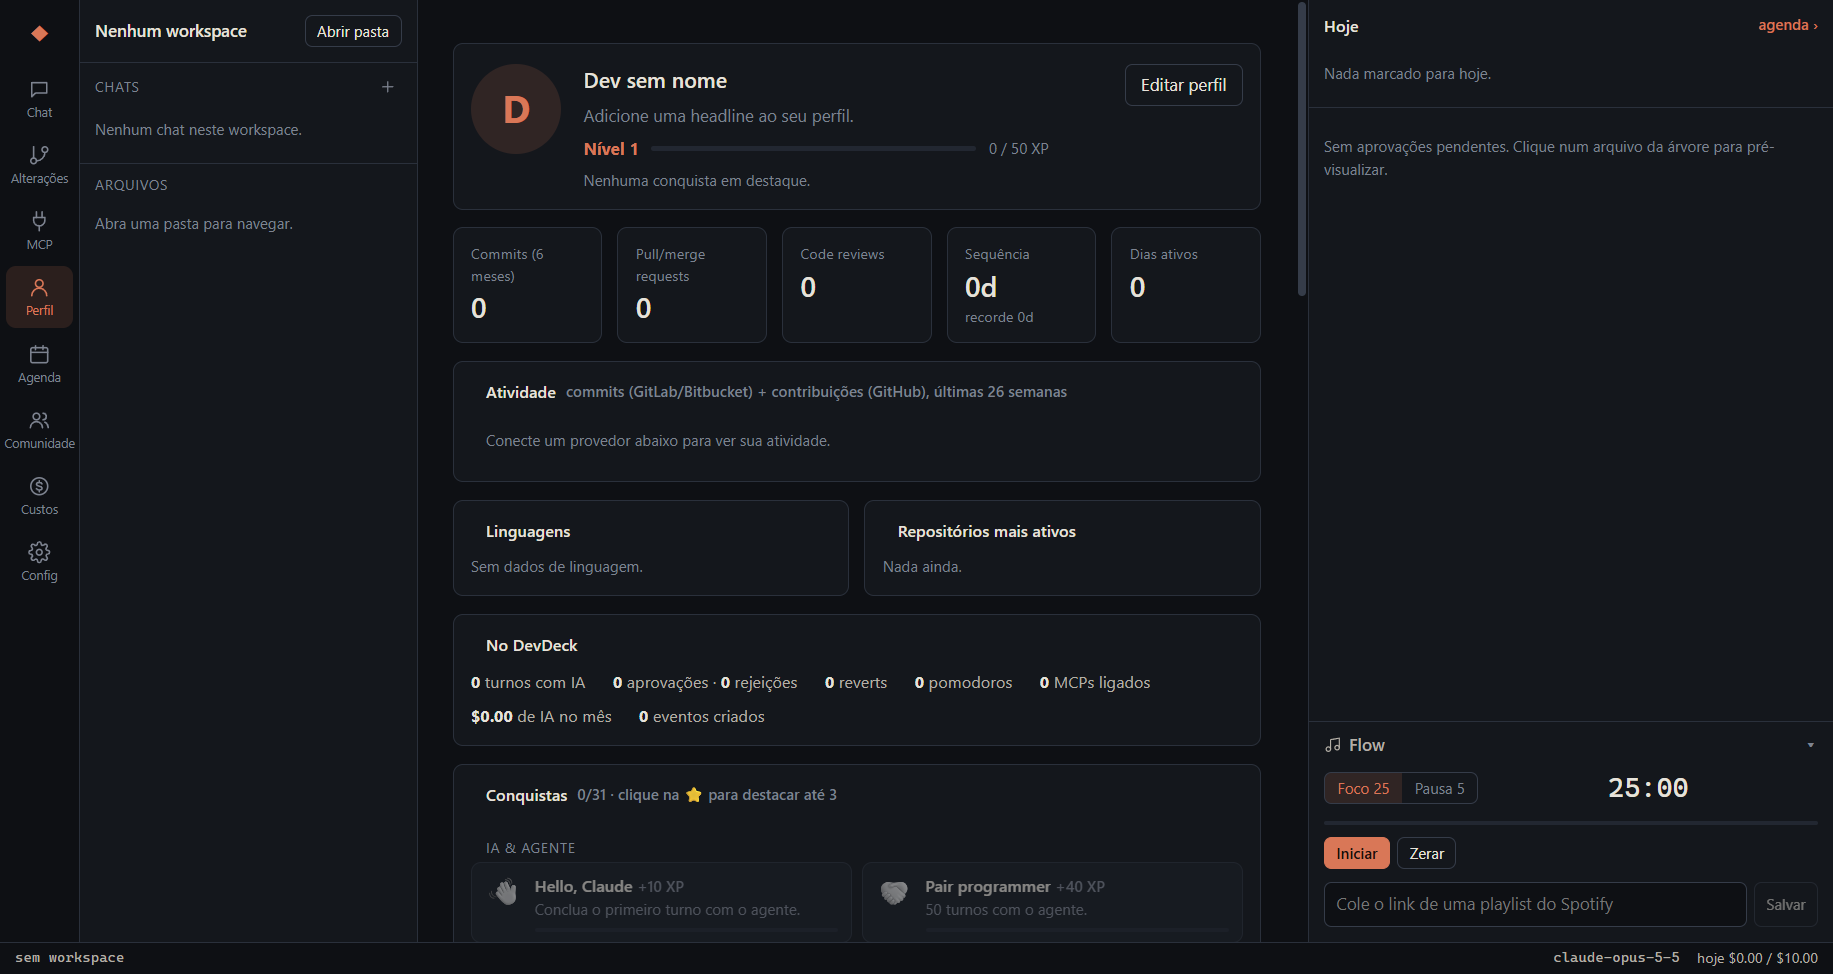 Nenhum workspace
Abrir pasta
CHATS
Nenhum chat neste workspace.
ARQUIVOS
Abra uma pasta para navegar.
Chat
Alterações
MCP
Perfil
Agenda
Comunidade
Custos
Config
D
Dev sem nome
Adicione uma headline ao seu perfil.
Nível 1
0 / 50 XP
Nenhuma conquista em destaque.
Editar perfil
Commits (6
meses)
0
Pull/merge
requests
0
Code reviews
0
Sequência
0d
recorde 0d
Dias ativos
0
Atividade commits (GitLab/Bitbucket) + contribuições (GitHub), últimas 26 semanas
Conecte um provedor abaixo para ver sua atividade.
Linguagens
Sem dados de linguagem.
Repositórios mais ativos
Nada ainda.
No DevDeck
0 turnos com IA 0 aprovações · 0 rejeições 0 reverts 0 pomodoros 0 MCPs ligados
$0.00 de IA no mês 0 eventos criados
Conquistas 0/31 · clique na ⭐ para destacar até 3
IA & AGENTE
Hello, Claude +10 XP
Conclua o primeiro turno com o agente.
Pair programmer +40 XP
50 turnos com o agente.
Hoje
agenda ›
Nada marcado para hoje.
Sem aprovações pendentes. Clique num arquivo da árvore para pré-
visualizar.
Flow
Foco 25
Pausa 5
25:00
Iniciar
Zerar
Cole o link de uma playlist do Spotify
Salvar
sem workspace
claude-opus-5-5
hoje $0.00 / $10.00